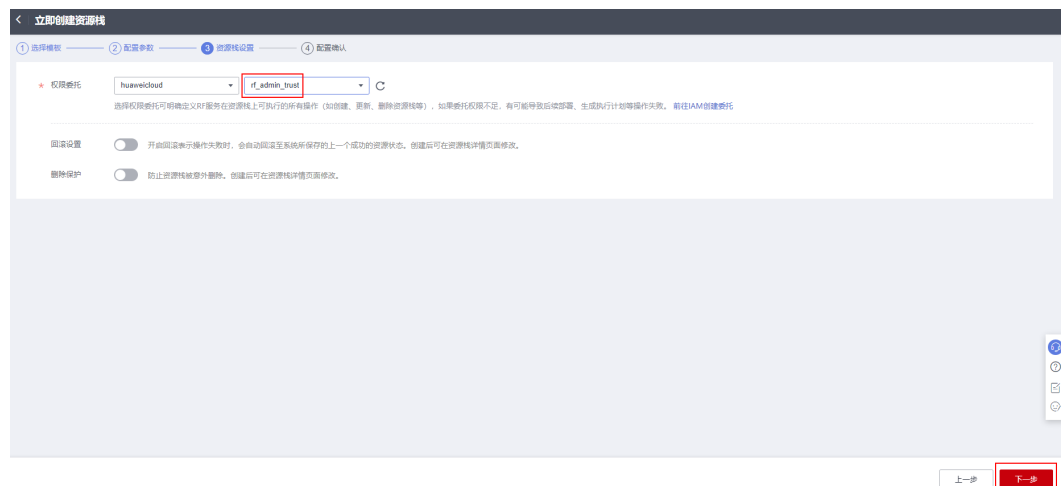 < 立即创建资源栈
1 选择模板 2 配置参数 3 资源栈设置 4 配置确认
* 权限委托 huaweicloud rf_admin_trust
选择权限委托可明确定义RF服务在资源栈上可执行的所有操作（如创建、更新、删除资源栈等），如果委托权限不足，有可能导致后续部署、生成执行计划等操作失败。 前往IAM创建委托
回滚设置 开启回滚表示操作失败时，会自动回滚至系统所保存的上一个成功的资源状态。创建后可在资源栈详情页面修改。
删除保护 防止资源栈被意外删除。创建后可在资源栈详情页面修改。
上一步 下一步